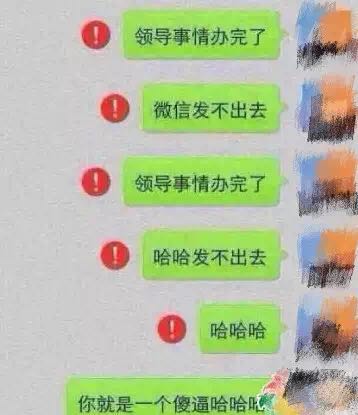 领导事情办完了
微信发不出去
领导事情办完了
哈哈发不出去
哈哈哈
你就是一个傻逼哈哈哈